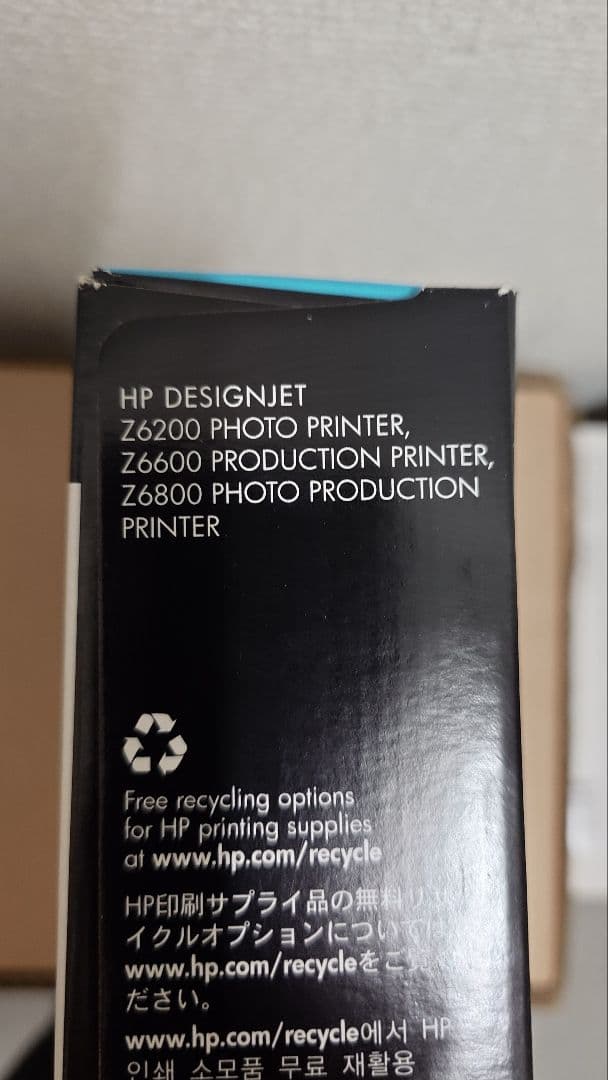 HP DESIGNJET
Z6200 PHOTO PRINTER,
Z6600 PRODUCTION PRINTER,
Z6800 PHOTO PRODUCTION
PRINTER
Free recycling options
for HP printing supplies
at www.hp.com/recycle
HP印刷サプライ品の無料リ
イクルオプションについては
www.hp.com/recycleをご
ださい。
www.hp.com/recycle에서 HP
인쇄 소모품 무료 재활용